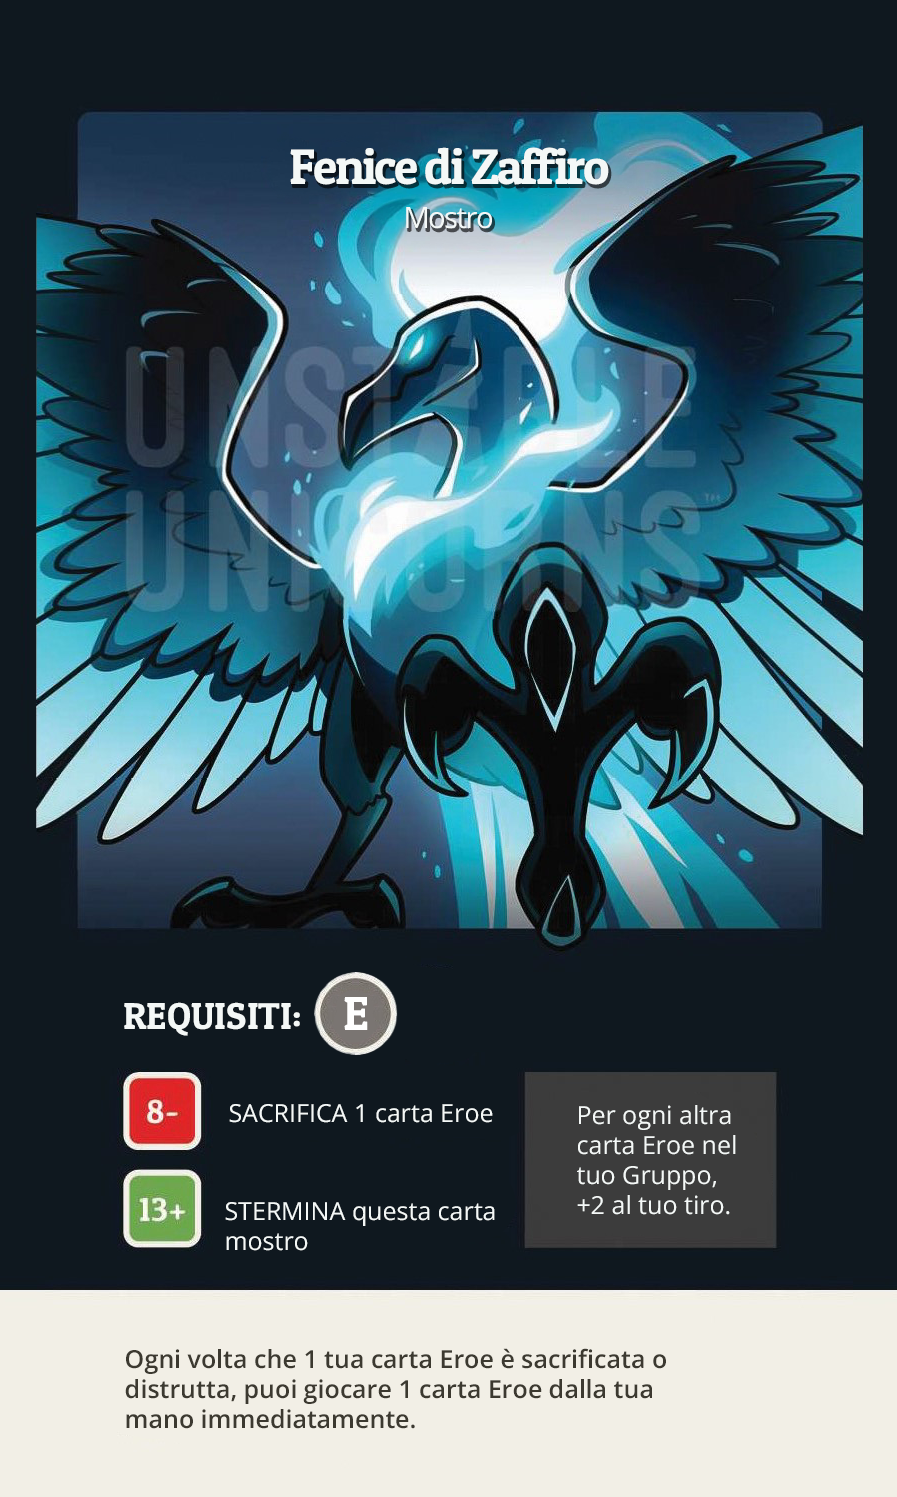 Fenice di Zaffiro
Mostro
UNSTABLE
UNICORNS™
REQUISITI: E
8- SACRIFICA 1 carta Eroe
13+ STERMINA questa carta
mostro
Per ogni altra
carta Eroe nel
tuo Gruppo,
+2 al tuo tiro.
Ogni volta che 1 tua carta Eroe è sacrificata o
distrutta, puoi giocare 1 carta Eroe dalla tua
mano immediatamente.